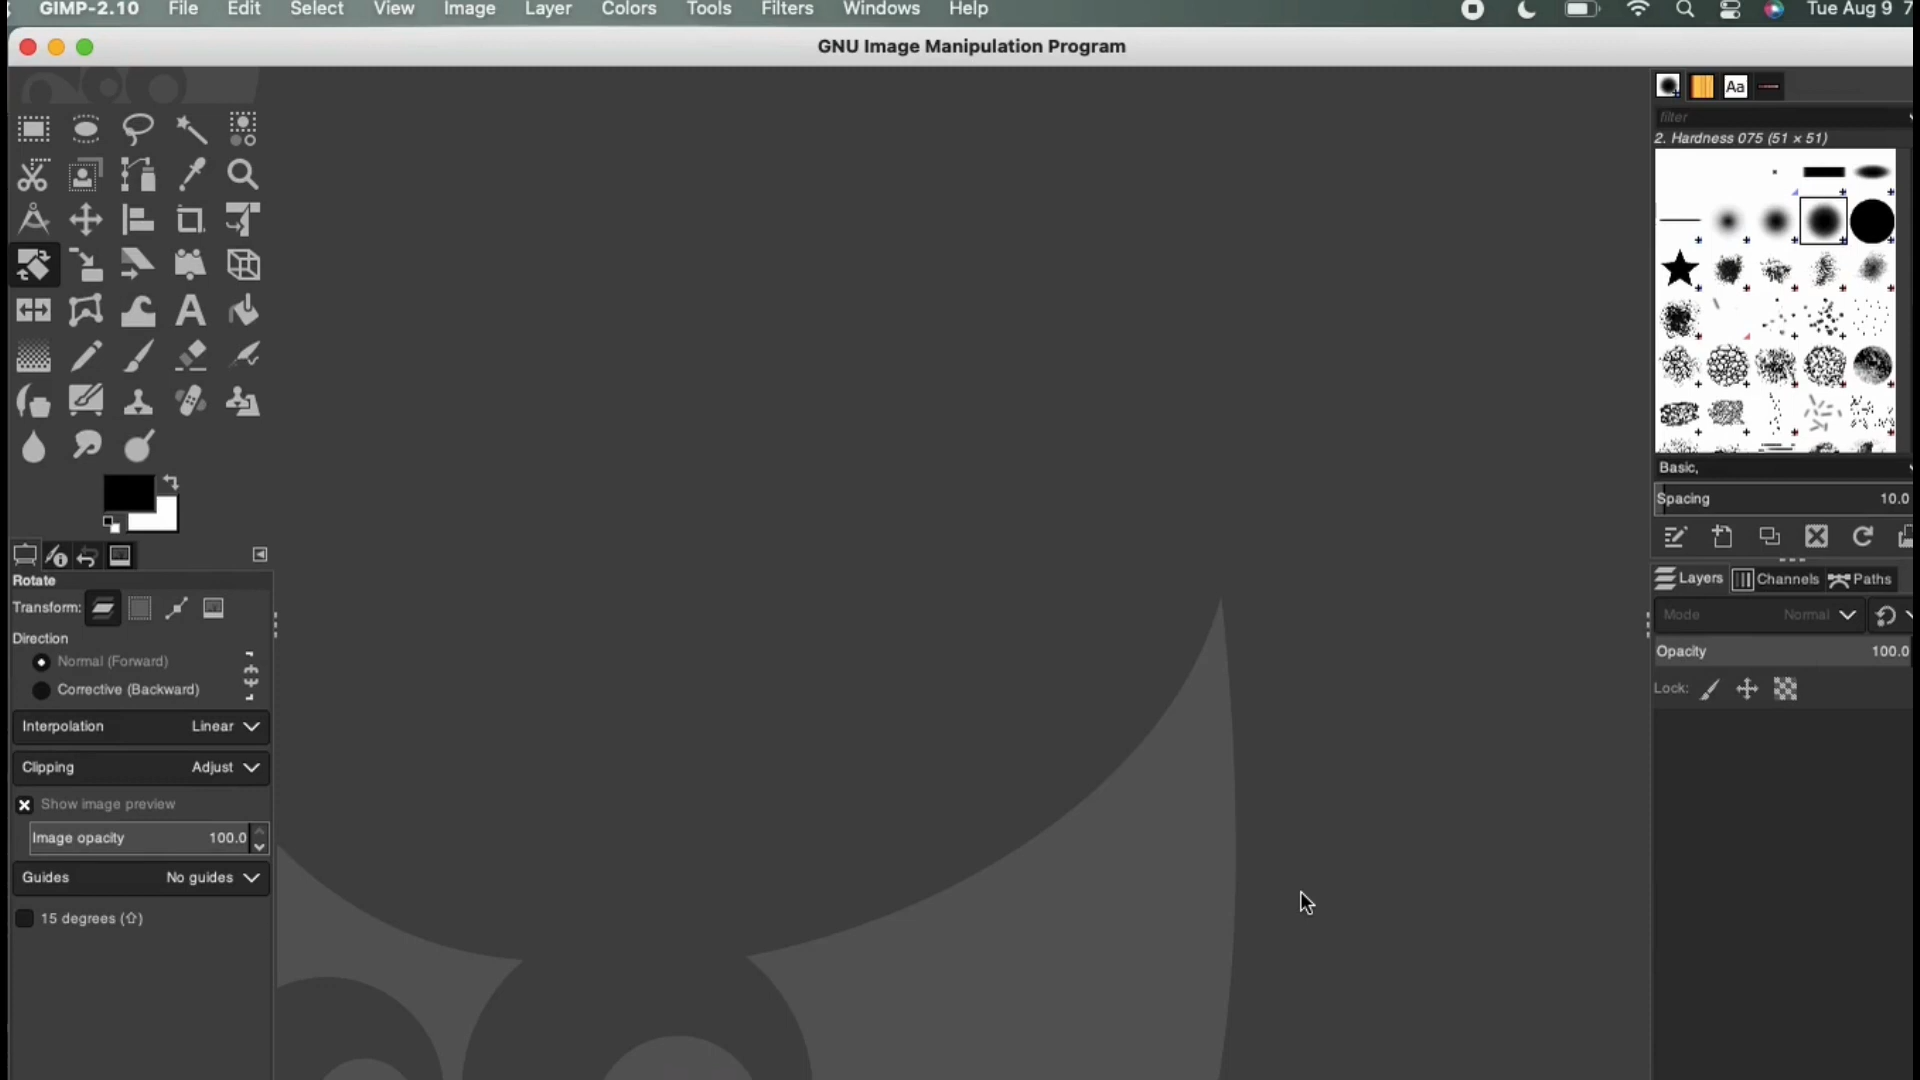 GIMP-2.10 File Edit Select View Image Layer Colors Tools Filters Windows Help Tue Aug 9 7
GNU Image Manipulation Program
Aa
filter
2. Hardness 075 (51 × 51)
Basic,
Spacing 10.0
Rotate
Transform:
Direction
Normal (Forward)
Corrective (Backward)
Interpolation Linear
Clipping Adjust
Show image preview
Image opacity 100.0
Guides No guides
15 degrees (⇧)
Layers Channels Paths
Mode Normal
Opacity 100.0
Lock: